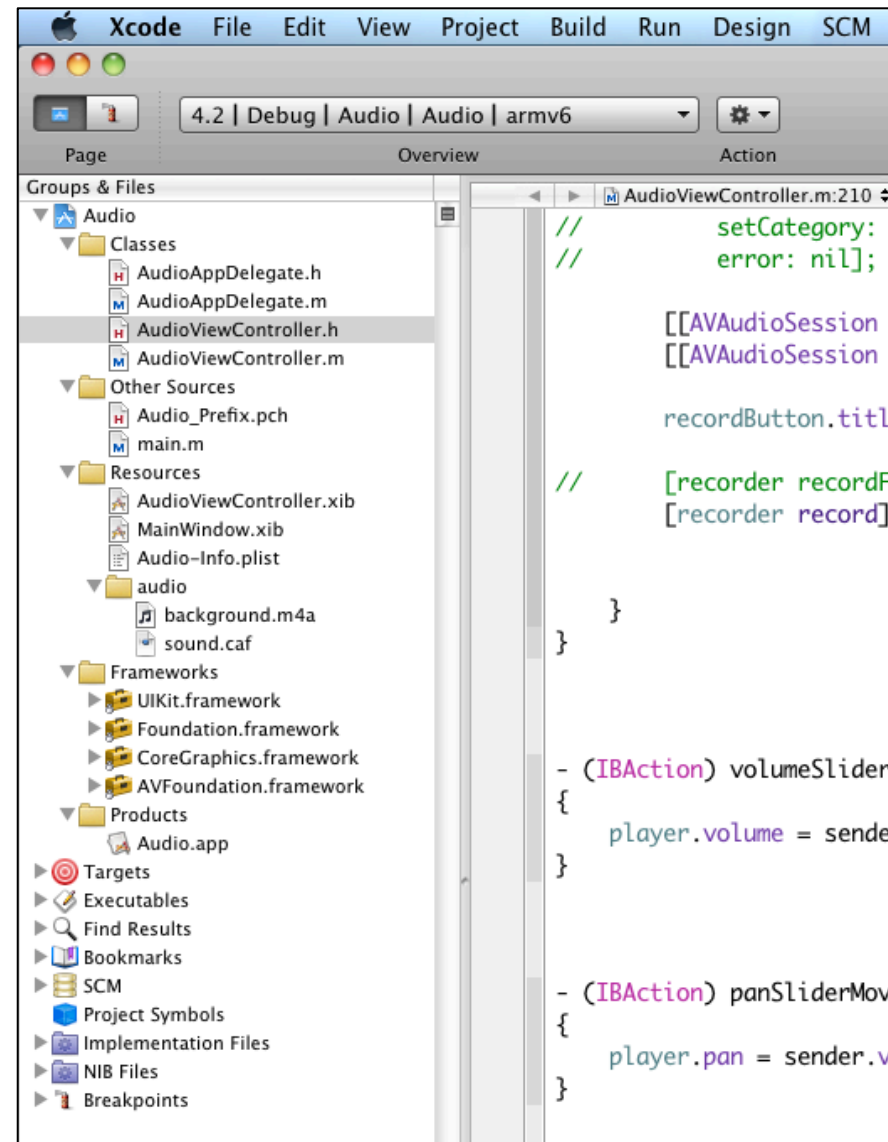 Xcode File Edit View Project Build Run Design SCM
4.2 | Debug | Audio | Audio | armv6
Page Overview Action
Groups & Files
Audio
Classes
AudioAppDelegate.h
AudioAppDelegate.m
AudioViewController.h
AudioViewController.m
Other Sources
Audio_Prefix.pch
main.m
Resources
AudioViewController.xib
MainWindow.xib
Audio-Info.plist
audio
background.m4a
sound.caf
Frameworks
UIKit.framework
Foundation.framework
CoreGraphics.framework
AVFoundation.framework
Products
Audio.app
Targets
Executables
Find Results
Bookmarks
SCM
Project Symbols
Implementation Files
NIB Files
Breakpoints
AudioViewController.m:210
// setCategory:
// error: nil];
[[AVAudioSession
[[AVAudioSession
recordButton.titl
// [recorder recordF
[recorder record]
}
}
- (IBAction) volumeSlider
{
player.volume = sende
}
- (IBAction) panSliderMov
{
player.pan = sender.v
}